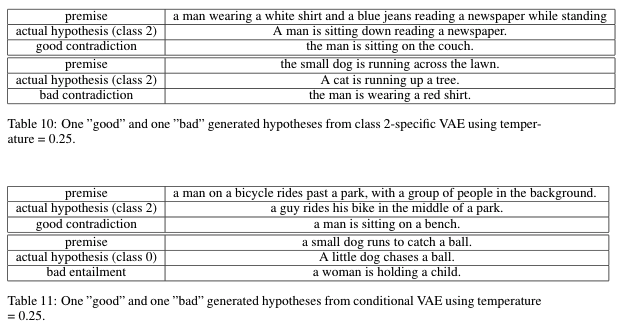 premise a man wearing a white shirt and a blue jeans reading a newspaper while standing
actual hypothesis (class 2) A man is sitting down reading a newspaper.
good contradiction the man is sitting on the couch.
premise the small dog is running across the lawn.
actual hypothesis (class 2) A cat is running up a tree.
bad contradiction the man is wearing a red shirt.
Table 10: One ”good” and one ”bad” generated hypotheses from class 2-specific VAE using temper-
ature = 0.25.
premise a man on a bicycle rides past a park, with a group of people in the background.
actual hypothesis (class 2) a guy rides his bike in the middle of a park.
good contradiction a man is sitting on a bench.
premise a small dog runs to catch a ball.
actual hypothesis (class 0) A little dog chases a ball.
bad entailment a woman is holding a child.
Table 11: One ”good” and one ”bad” generated hypotheses from conditional VAE using temperature
= 0.25.